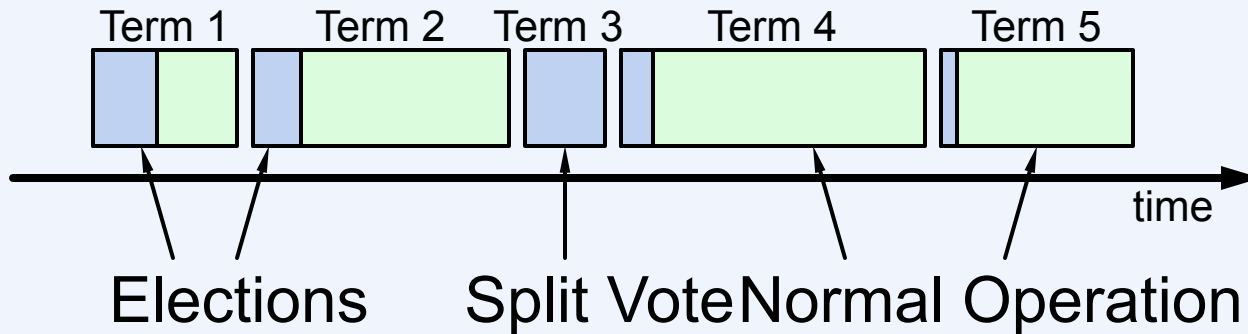 Term 1 Term 2 Term 3 Term 4 Term 5
time
Elections Split Vote Normal Operation